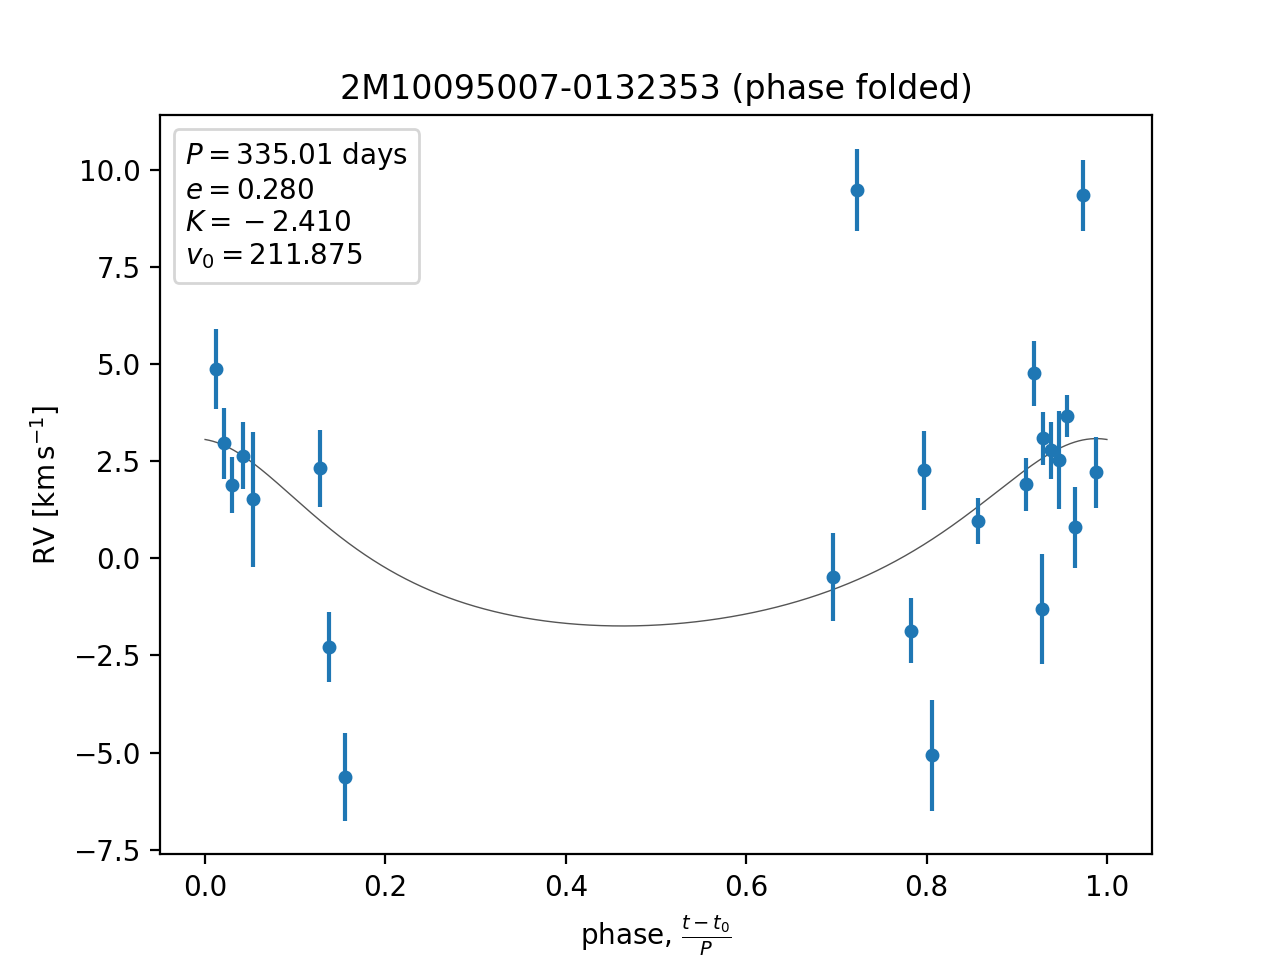 2M10095007-0132353 (phase folded)
P = 335.01 days
e = 0.280
K = −2.410
v₀ = 211.875
10.0
7.5
5.0
2.5
0.0
−2.5
−5.0
−7.5
RV [km s⁻¹]
0.0 0.2 0.4 0.6 0.8 1.0
phase, (t − t₀)/P